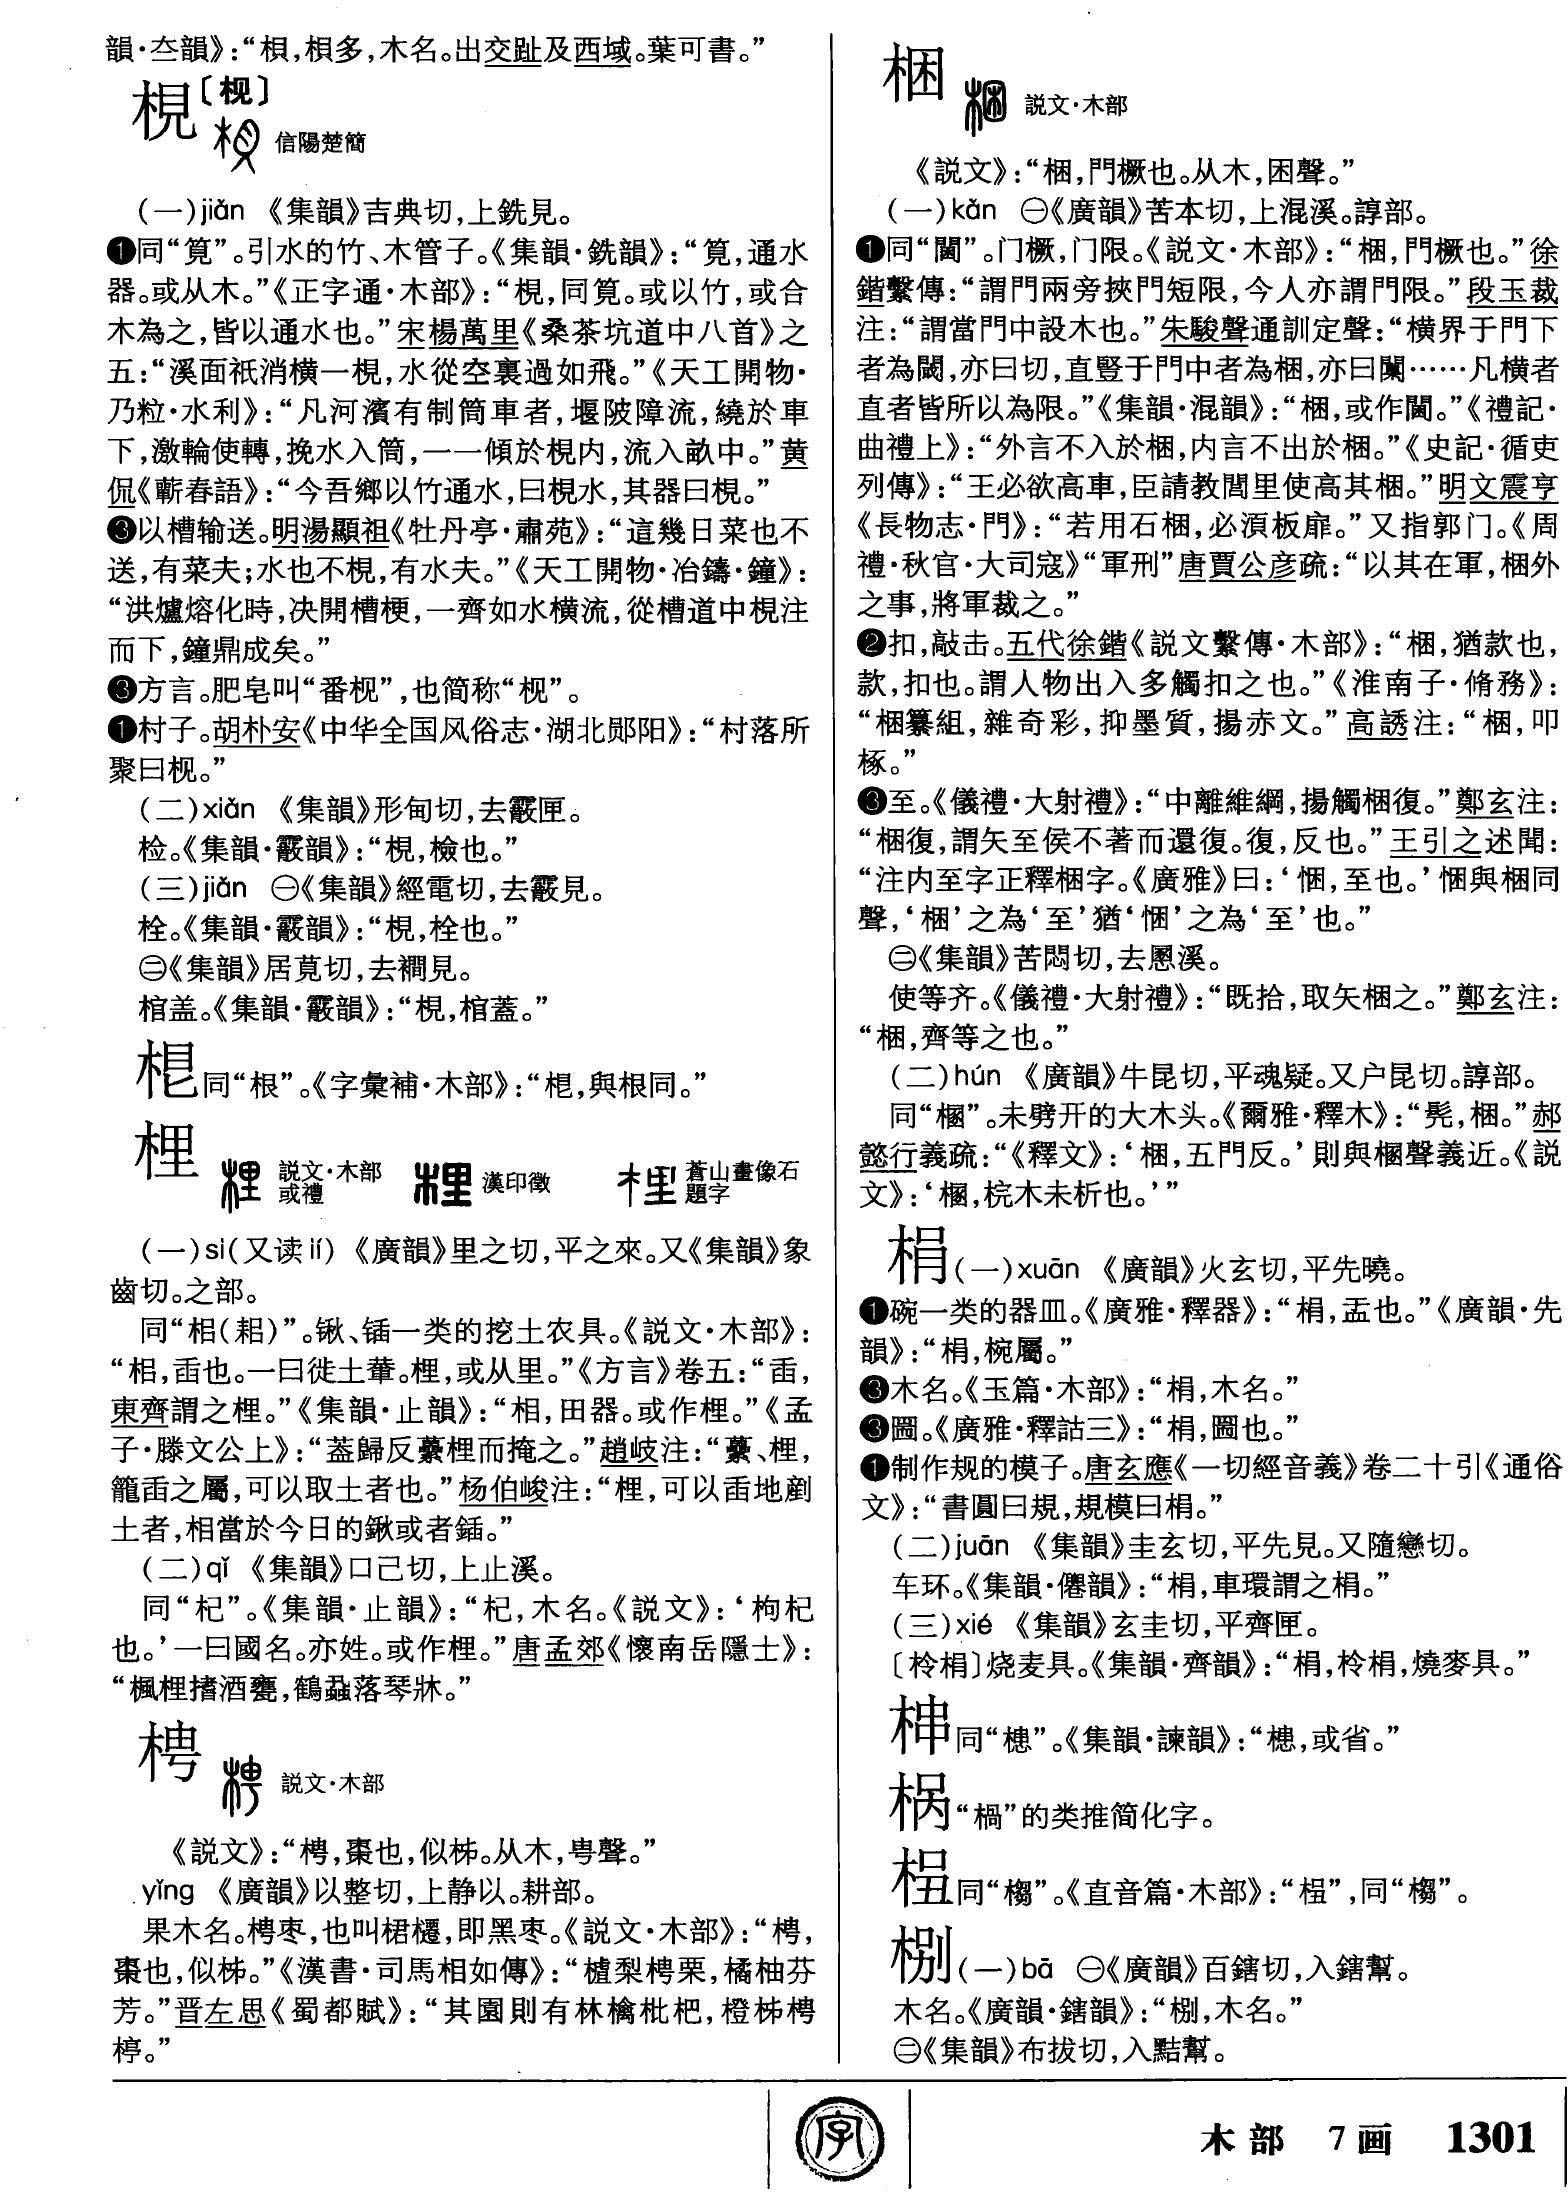 韻·㐳韻》：“梖，梖多，木名。出交趾及西域。葉可書。”
梘〔枧〕
信陽楚簡
(一)jiǎn 《集韻》吉典切，上銑見。
❶同“筧”。引水的竹、木管子。《集韻·銑韻》：“筧，通水
器。或从木。”《正字通·木部》：“梘，同筧。或以竹，或合
木為之，皆以通水也。”宋楊萬里《桑茶坑道中八首》之
五：“溪面衹消横一梘，水從空裏過如飛。”《天工開物·
乃粒·水利》：“凡河濱有制筒車者，堰陂障流，繞於車
下，激輪使轉，挽水入筒，一一傾於梘内，流入畝中。”黄
侃《蘄春語》：“今吾鄉以竹通水，曰梘水，其器曰梘。”
❸以槽输送。明湯顯祖《牡丹亭·肅苑》：“這幾日菜也不
送，有菜夫；水也不梘，有水夫。”《天工開物·冶鑄·鐘》：
“洪爐熔化時，决開槽梗，一齊如水横流，從槽道中梘注
而下，鐘鼎成矣。”
❸方言。肥皂叫“番枧”，也简称“枧”。
❶村子。胡朴安《中华全国风俗志·湖北郧阳》：“村落所
聚曰枧。”
(二)xiǎn 《集韻》形甸切，去霰匣。
检。《集韻·霰韻》：“梘，檢也。”
(三)jiǎn ㊀《集韻》經電切，去霰見。
栓。《集韻·霰韻》：“梘，栓也。”
㊁《集韻》居莧切，去襇見。
棺盖。《集韻·霰韻》：“梘，棺蓋。”
同“根”。《字彙補·木部》：“，與根同。”
梩
説文·木部 漢印徵 蒼山畫像石
或禮 題字
(一)si(又读ií) 《廣韻》里之切，平之來。又《集韻》象
齒切。之部。
同“梠(耜)”。锹、锸一类的挖土农具。《説文·木部》：
“梠，臿也。一曰徙土輂。梩，或从里。”《方言》卷五：“臿，
東齊謂之梩。”《集韻·止韻》：“相，田器。或作梩。”《孟
子·滕文公上》：“葢歸反虆梩而掩之。”趙岐注：“虆、梩，
籠臿之屬，可以取土者也。”杨伯峻注：“梩，可以臿地剷
土者，相當於今日的鍬或者鍤。”
(二)qǐ 《集韻》口己切，上止溪。
同“杞”。《集韻·止韻》：“杞，木名。《説文》：‘枸杞
也。’一曰國名。亦姓。或作梩。”唐孟郊《懷南岳隱士》：
“楓梩搘酒甕，鶴蝨落琴牀。”
梬
説文·木部
《説文》：“梬，棗也，似柹。从木，甹聲。”
yǐng 《廣韻》以整切，上静以。耕部。
果木名。梬枣，也叫桾櫏，即黑枣。《説文·木部》：“梬，
棗也，似柹。”《漢書·司馬相如傳》：“樝梨梬栗，橘柚芬
芳。”晋左思《蜀都賦》：“其園則有林檎枇杷，橙柹梬
楟。”
梱
説文·木部
《説文》：“梱，門橛也。从木，困聲。”
(一)kǎn ㊀《廣韻》苦本切，上混溪。諄部。
❶同“閫”。门橛，门限。《説文·木部》：“梱，門橛也。”徐
鍇繫傳：“謂門兩旁挾門短限，今人亦謂門限。”段玉裁
注：“謂當門中設木也。”朱駿聲通訓定聲：“横界于門下
者為閾，亦曰切，直豎于門中者為梱，亦曰闑……凡横者
直者皆所以為限。”《集韻·混韻》：“梱，或作閫。”《禮記·
曲禮上》：“外言不入於梱，内言不出於梱。”《史記·循吏
列傳》：“王必欲高車，臣請教閭里使高其梱。”明文震亨
《長物志·門》：“若用石梱，必湏板扉。”又指郭门。《周
禮·秋官·大司寇》“軍刑”唐賈公彦疏：“以其在軍，梱外
之事，將軍裁之。”
❷扣，敲击。五代徐鍇《説文繫傳·木部》：“梱，猶款也，
款，扣也。謂人物出入多觸扣之也。”《淮南子·脩務》：
“梱纂組，雜奇彩，抑墨質，揚赤文。”高誘注：“梱，叩
椓。”
❸至。《儀禮·大射禮》：“中離維綱，揚觸梱復。”鄭玄注：
“梱復，謂矢至侯不著而還復。復，反也。”王引之述聞：
“注内至字正釋梱字。《廣雅》曰：‘悃，至也。’悃與梱同
聲，‘梱’之為‘至’猶‘悃’之為‘至’也。”
㊁《集韻》苦悶切，去慁溪。
使等齐。《儀禮·大射禮》：“既拾，取矢梱之。”鄭玄注：
“梱，齊等之也。”
(二)hún 《廣韻》牛昆切，平魂疑。又户昆切。諄部。
同“棞”。未劈开的大木头。《爾雅·釋木》：“髡，梱。”郝
懿行義疏：“《釋文》：‘梱，五門反。’則與棞聲義近。《説
文》：‘棞，梡木未析也。’”
梋(一)xuān 《廣韻》火玄切，平先曉。
❶碗一类的器皿。《廣雅·釋器》：“梋，盂也。”《廣韻·先
韻》：“梋，椀屬。”
❸木名。《玉篇·木部》：“梋，木名。”
❸圌。《廣雅·釋詁三》：“梋，圌也。”
❶制作规的模子。唐玄應《一切經音義》卷二十引《通俗
文》：“書圓曰規，規模曰梋。”
(二)juān 《集韻》圭玄切，平先見。又隨戀切。
车环。《集韻·僊韻》：“梋，車環謂之梋。”
(三)xié 《集韻》玄圭切，平齊匣。
〔柃梋〕烧麦具。《集韻·齊韻》：“梋，柃梋，燒麥具。”
梙同“槵”。《集韻·諫韻》：“槵，或省。”
㭏“楇”的类推简化字。
同“㮲”。《直音篇·木部》：“”，同“㮲”。
捌(一)bā ㊀《廣韻》百鎋切，入鎋幫。
木名。《廣韻·鎋韻》：“捌，木名。”
㊁《集韻》布拔切，入黠幫。
字
木部 7画 1301